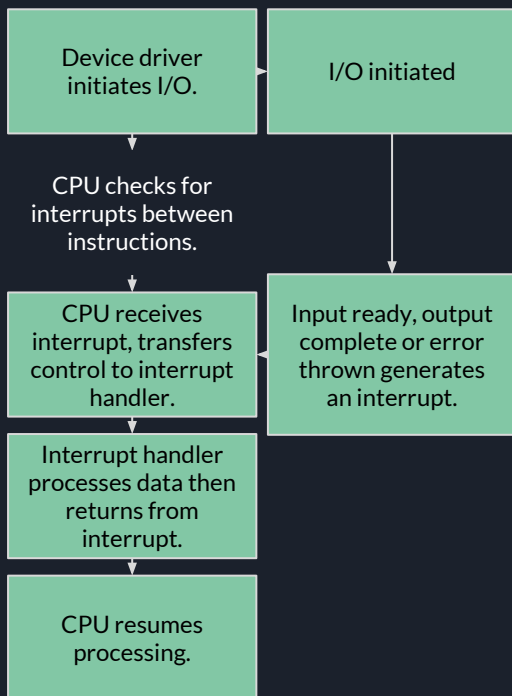 Device driver
initiates I/O.
I/O initiated
CPU checks for
interrupts between
instructions.
CPU receives
interrupt, transfers
control to interrupt
handler.
Input ready, output
complete or error
thrown generates
an interrupt.
Interrupt handler
processes data then
returns from
interrupt.
CPU resumes
processing.